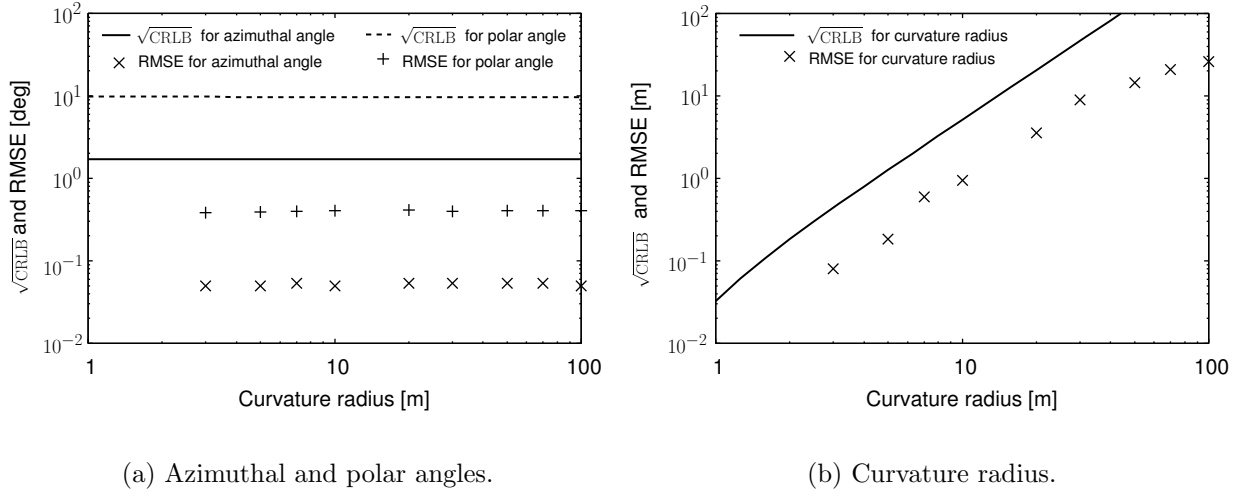 √CRLB for azimuthal angle
√CRLB for polar angle
RMSE for azimuthal angle
RMSE for polar angle
√CRLB and RMSE [deg]
10^2
10^1
10^0
10^-1
10^-2
1
10
100
Curvature radius [m]
(a) Azimuthal and polar angles.
√CRLB for curvature radius
RMSE for curvature radius
√CRLB and RMSE [m]
10^2
10^1
10^0
10^-1
10^-2
1
10
100
Curvature radius [m]
(b) Curvature radius.